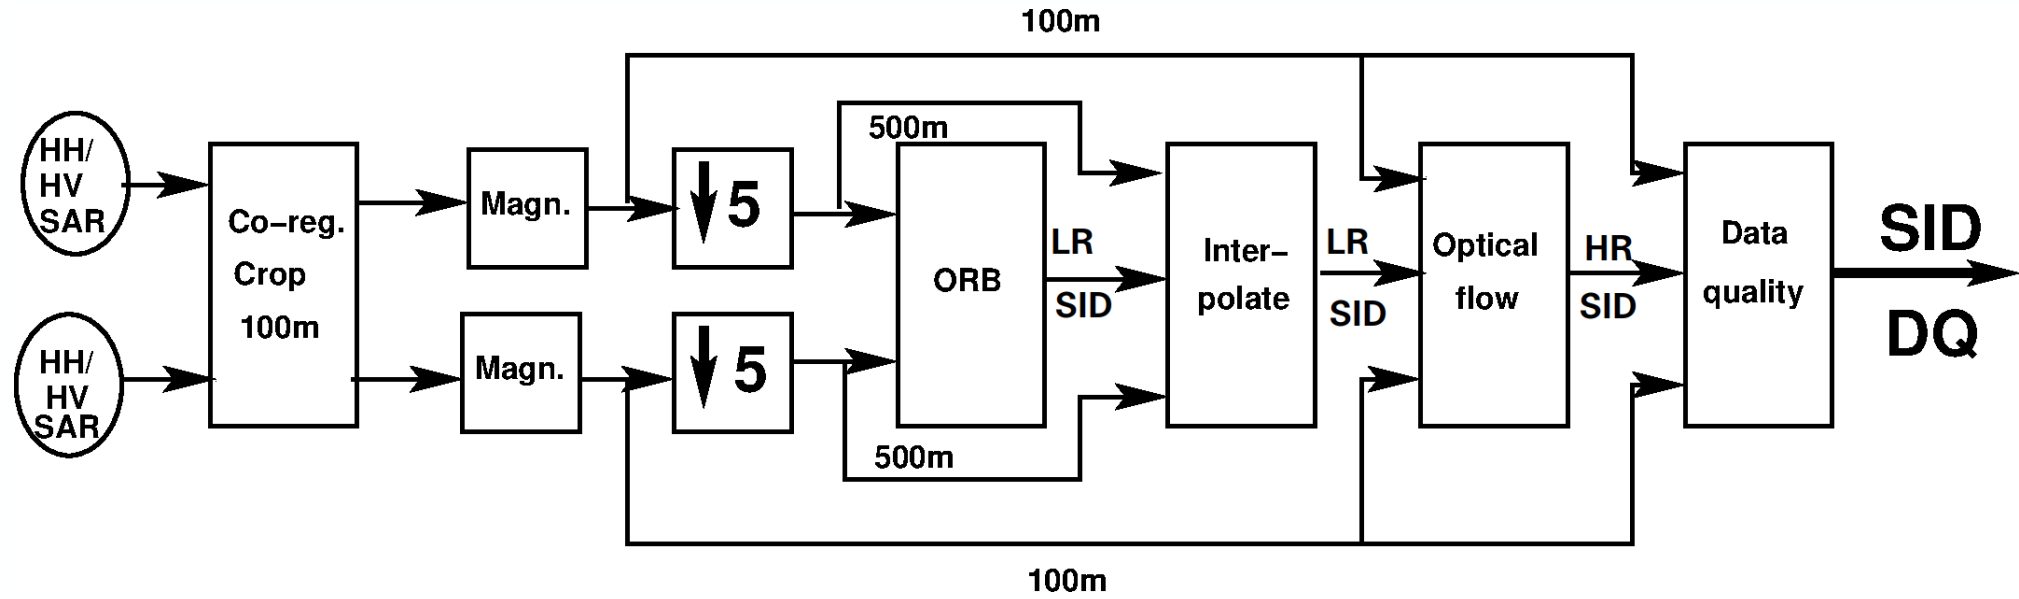 100m
HH/
HV
SAR
Co-reg.
Crop
100m
HH/
HV
SAR
Magn.
Magn.
↓ 5
↓ 5
500m
500m
ORB
LR
SID
Inter-
polate
LR
SID
Optical
flow
HR
SID
Data
quality
SID
DQ
100m